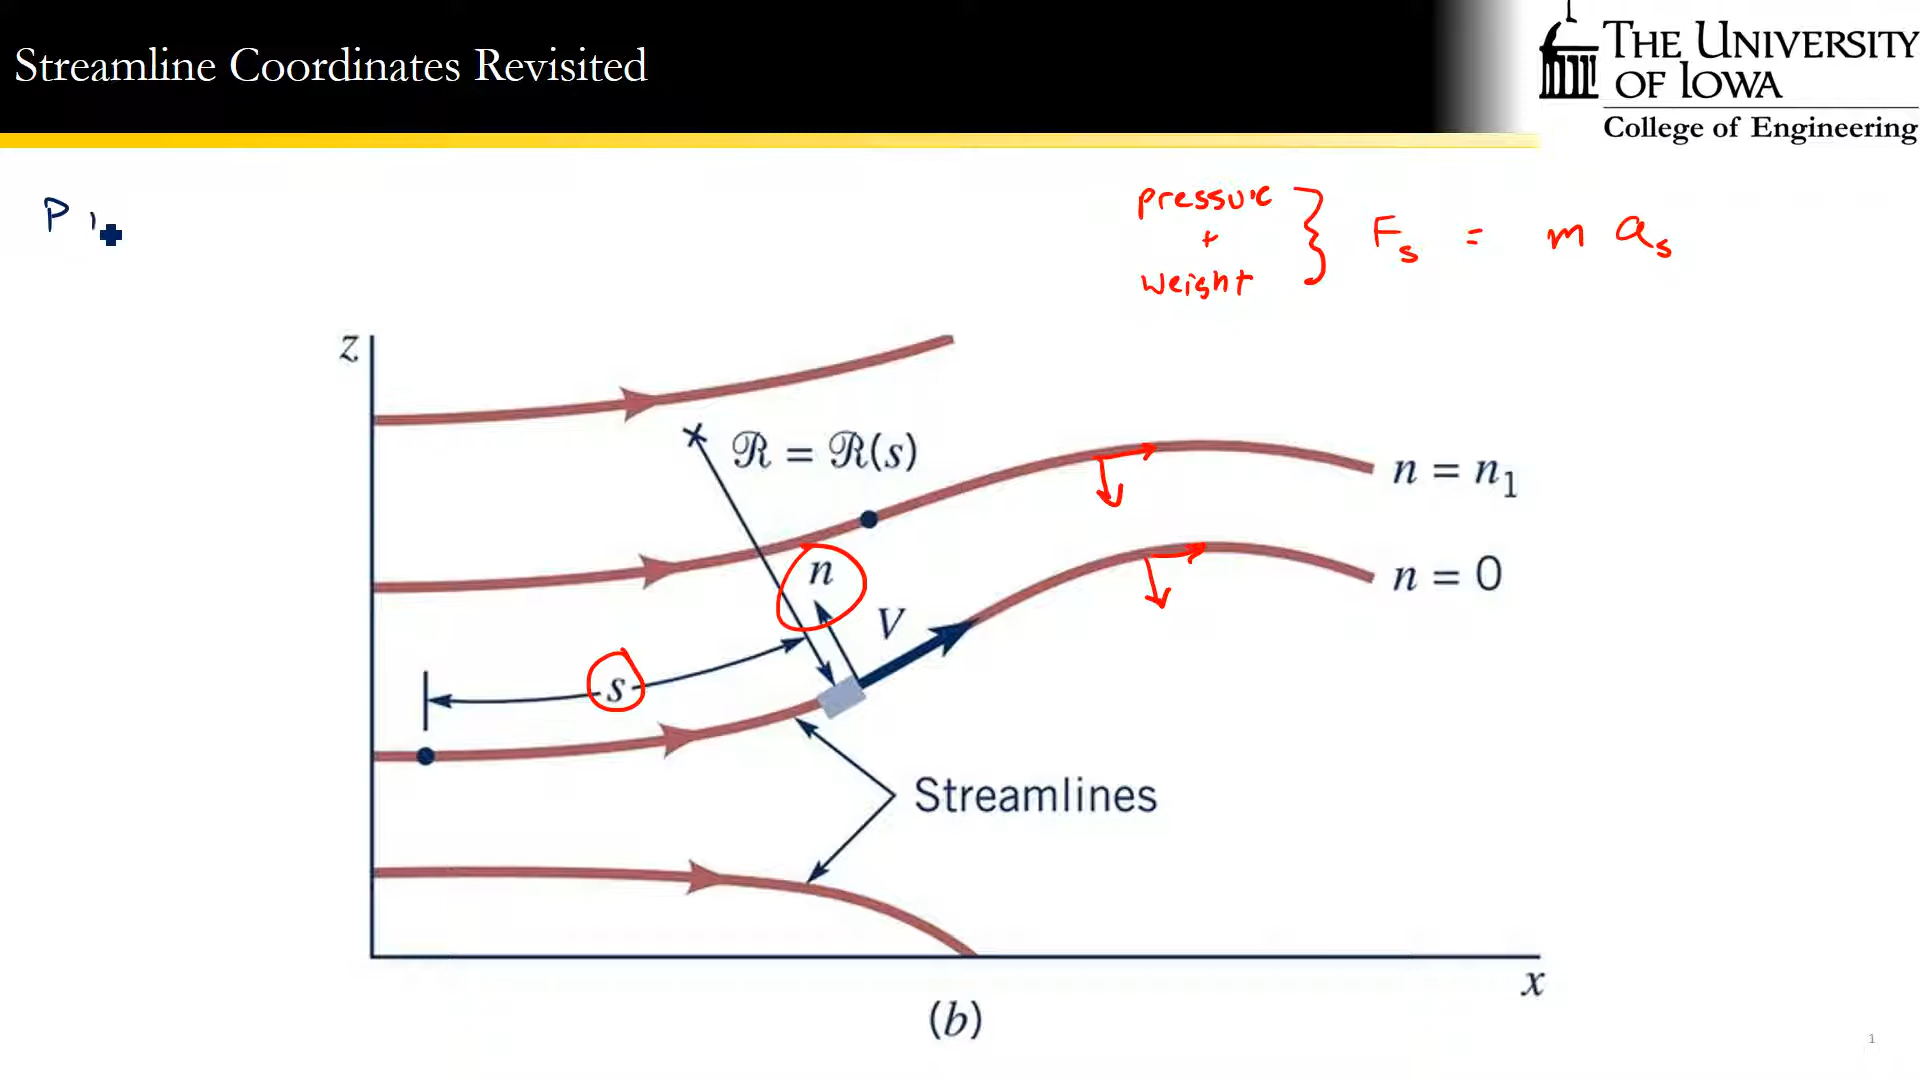 Streamline Coordinates Revisited
THE UNIVERSITY
OF IOWA
College of Engineering
P
pressure
+
weight
F_s = m a_s
z
ℛ = ℛ(s)
n = n₁
n
n = 0
V
s
Streamlines
x
(b)
1